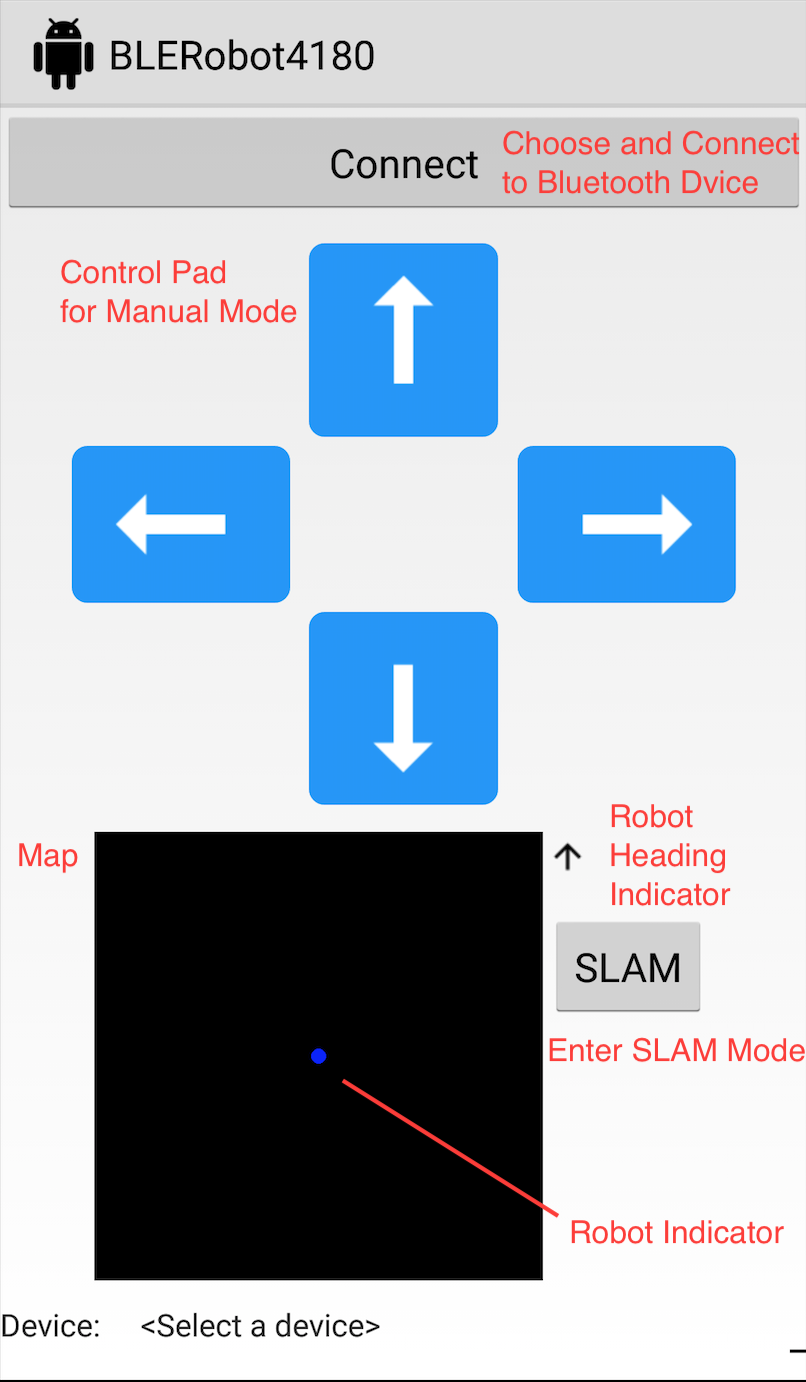 BLERobot4180
Connect
Choose and Connect
to Bluetooth Dvice
Control Pad
for Manual Mode
Map
Robot
Heading
Indicator
SLAM
Enter SLAM Mode
Robot Indicator
Device: <Select a device>